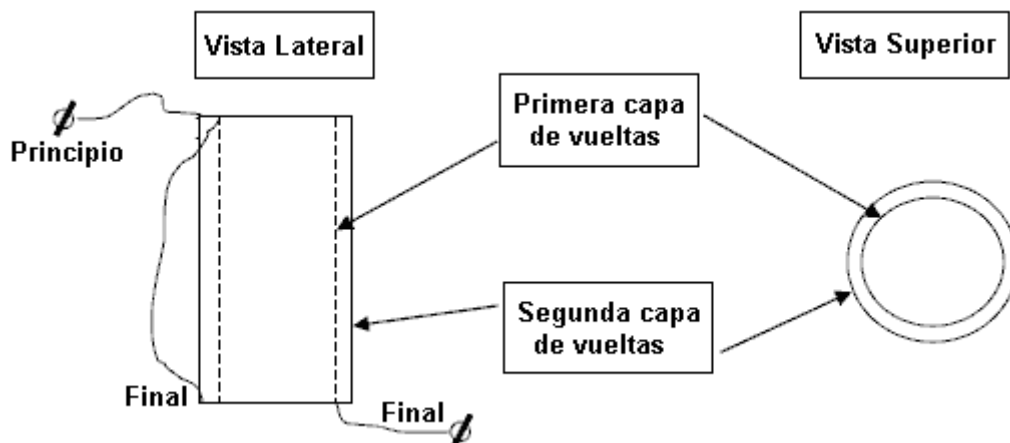 Vista Lateral
Vista Superior
Primera capa
de vueltas
Principio
Segunda capa
de vueltas
Final
Final